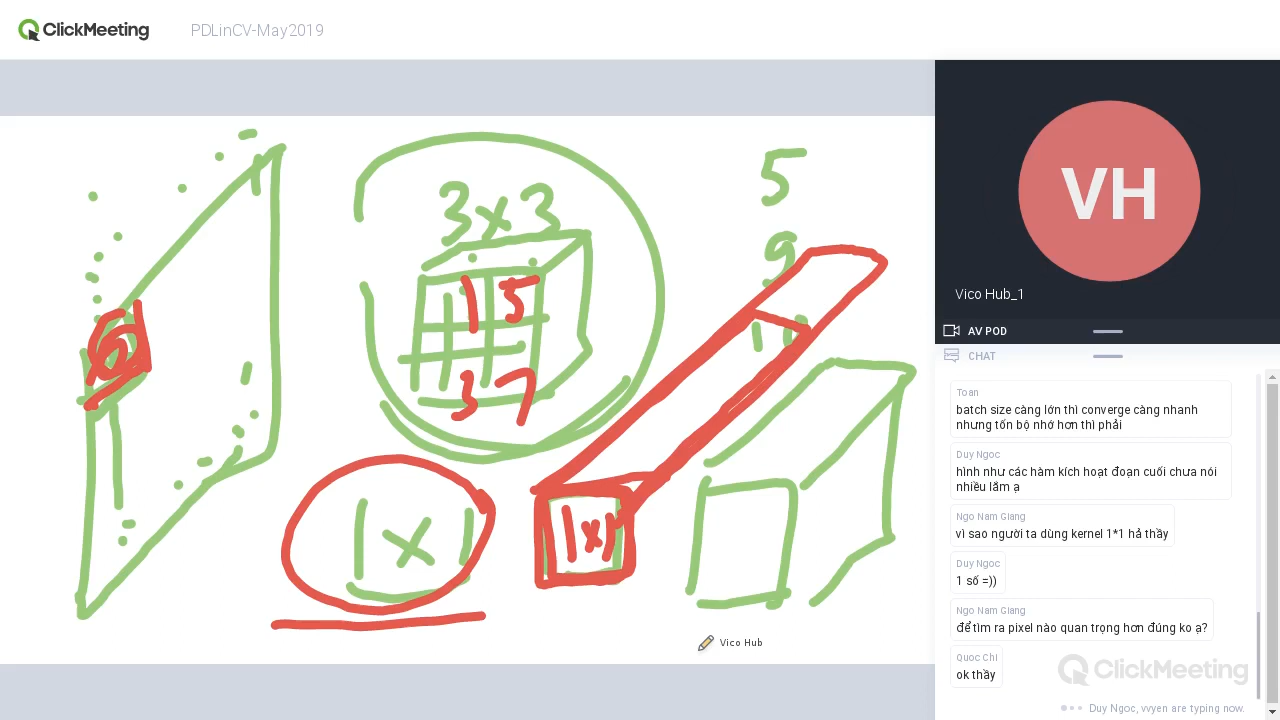 ClickMeeting
PDLinCV-May2019
3x3
15
37
5
9
1x1
1x1
Vico Hub
VH
Vico Hub_1
AV POD
CHAT
Toan
batch size càng lớn thì converge càng nhanh
nhưng tốn bộ nhớ hơn thì phải
Duy Ngoc
hình như các hàm kích hoạt đoạn cuối chưa nói
nhiều lắm ạ
Ngo Nam Giang
vì sao người ta dùng kernel 1*1 hả thầy
Duy Ngoc
1 số =))
Ngo Nam Giang
để tìm ra pixel nào quan trọng hơn đúng ko ạ?
Quoc Chi
ok thầy
ClickMeeting
Duy Ngoc, vvyen are typing now.